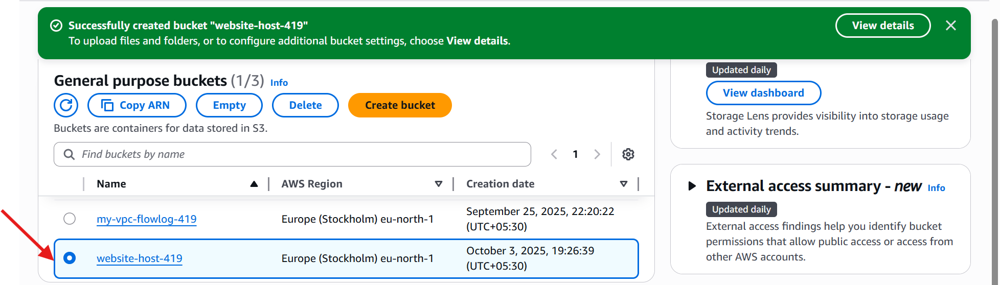 Successfully created bucket "website-host-419"
To upload files and folders, or to configure additional bucket settings, choose View details.
View details
General purpose buckets (1/3) Info
Copy ARN
Empty
Delete
Create bucket
Buckets are containers for data stored in S3.
Find buckets by name
1
Name
AWS Region
Creation date
my-vpc-flowlog-419
Europe (Stockholm) eu-north-1
September 25, 2025, 22:20:22
(UTC+05:30)
website-host-419
Europe (Stockholm) eu-north-1
October 3, 2025, 19:26:39
(UTC+05:30)
Updated daily
View dashboard
Storage Lens provides visibility into storage usage
and activity trends.
External access summary - new Info
Updated daily
External access findings help you identify bucket
permissions that allow public access or access from
other AWS accounts.